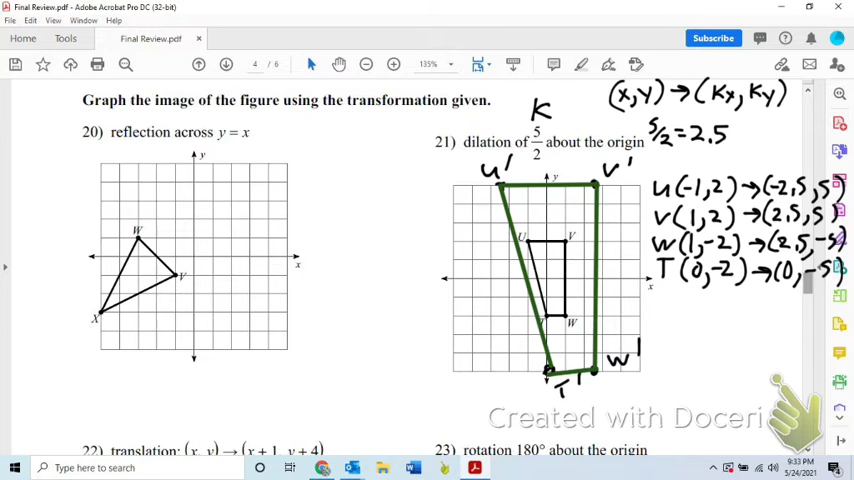 Final Review.pdf - Adobe Acrobat Pro DC (32-bit)
File Edit View Window Help
Home Tools Final Review.pdf × Subscribe
4 / 6 135%
Graph the image of the figure using the transformation given.
K
(x,y)→(Kx,Ky)
20) reflection across y = x
21) dilation of 5/2 about the origin
5/2 = 2.5
y
x
W
V
X
y
x
U'
V'
U
V
T
W
W'
T'
U(-1,2)→(-2.5,5)
V(1,2)→(2.5,5)
W(1,-2)→(2.5,-5)
T(0,-2)→(0,-5)
Created with Doceri
22) translation: (x, y) → (x + 1, y + 4)
23) rotation 180° about the origin
Type here to search
9:33 PM
5/24/2021
4